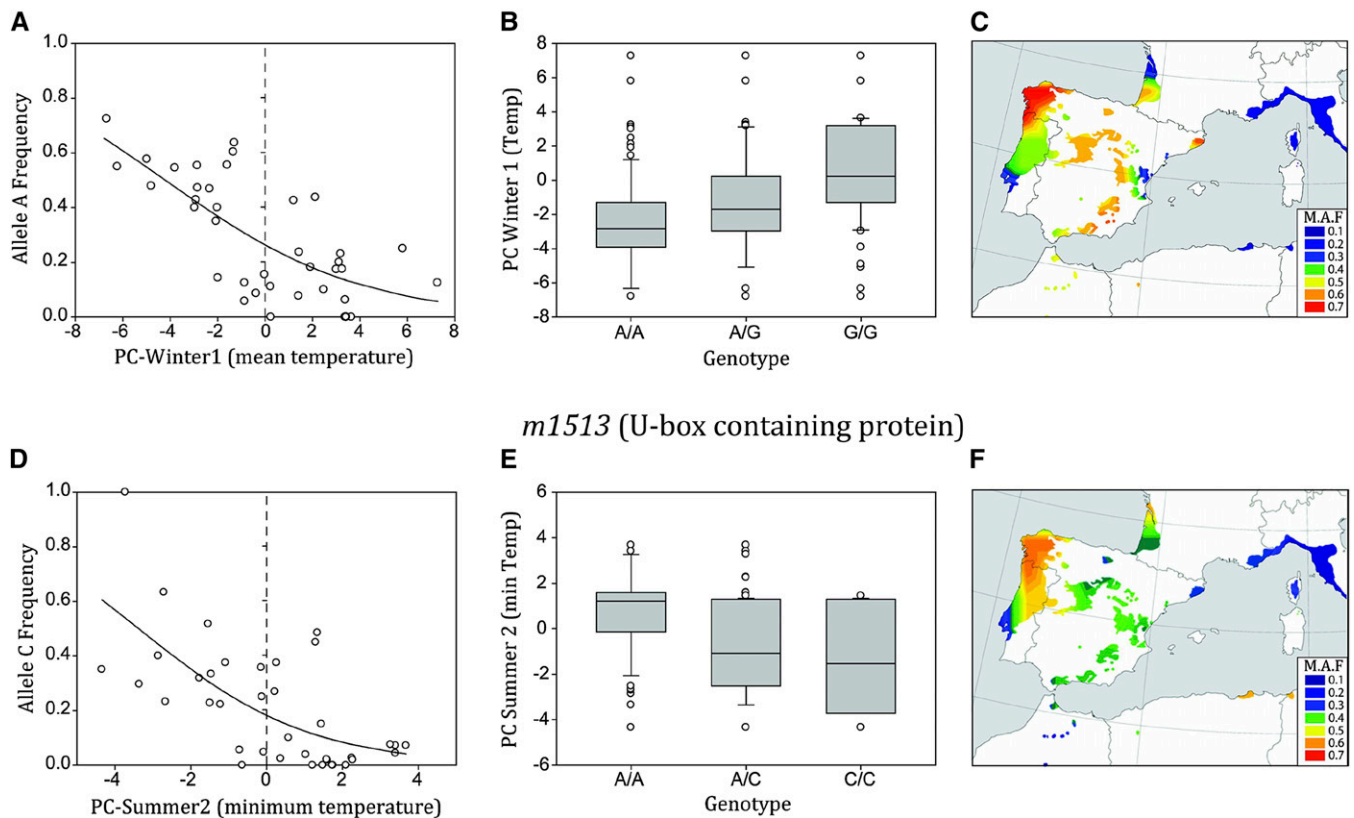 A
1.0
0.8
0.6
0.4
0.2
0.0
Allele A Frequency
-8 -6 -4 -2 0 2 4 6 8
PC-Winter1 (mean temperature)
B
8
6
4
2
0
-2
-4
-6
-8
PC Winter 1 (Temp)
A/A A/G G/G
Genotype
C
M.A.F
0.1
0.2
0.3
0.4
0.5
0.6
0.7
m1513 (U-box containing protein)
D
1.0
0.8
0.6
0.4
0.2
0.0
Allele C Frequency
-4 -2 0 2 4
PC-Summer2 (minimum temperature)
E
6
4
2
0
-2
-4
-6
PC Summer 2 (min Temp)
A/A A/C C/C
Genotype
F
M.A.F
0.1
0.2
0.3
0.4
0.5
0.6
0.7